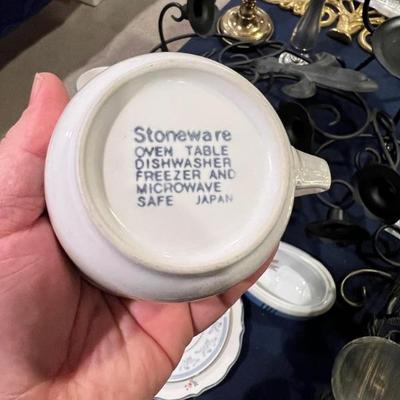 Stoneware
OVEN TABLE
DISHWASHER
FREEZER AND
MICROWAVE
SAFE JAPAN